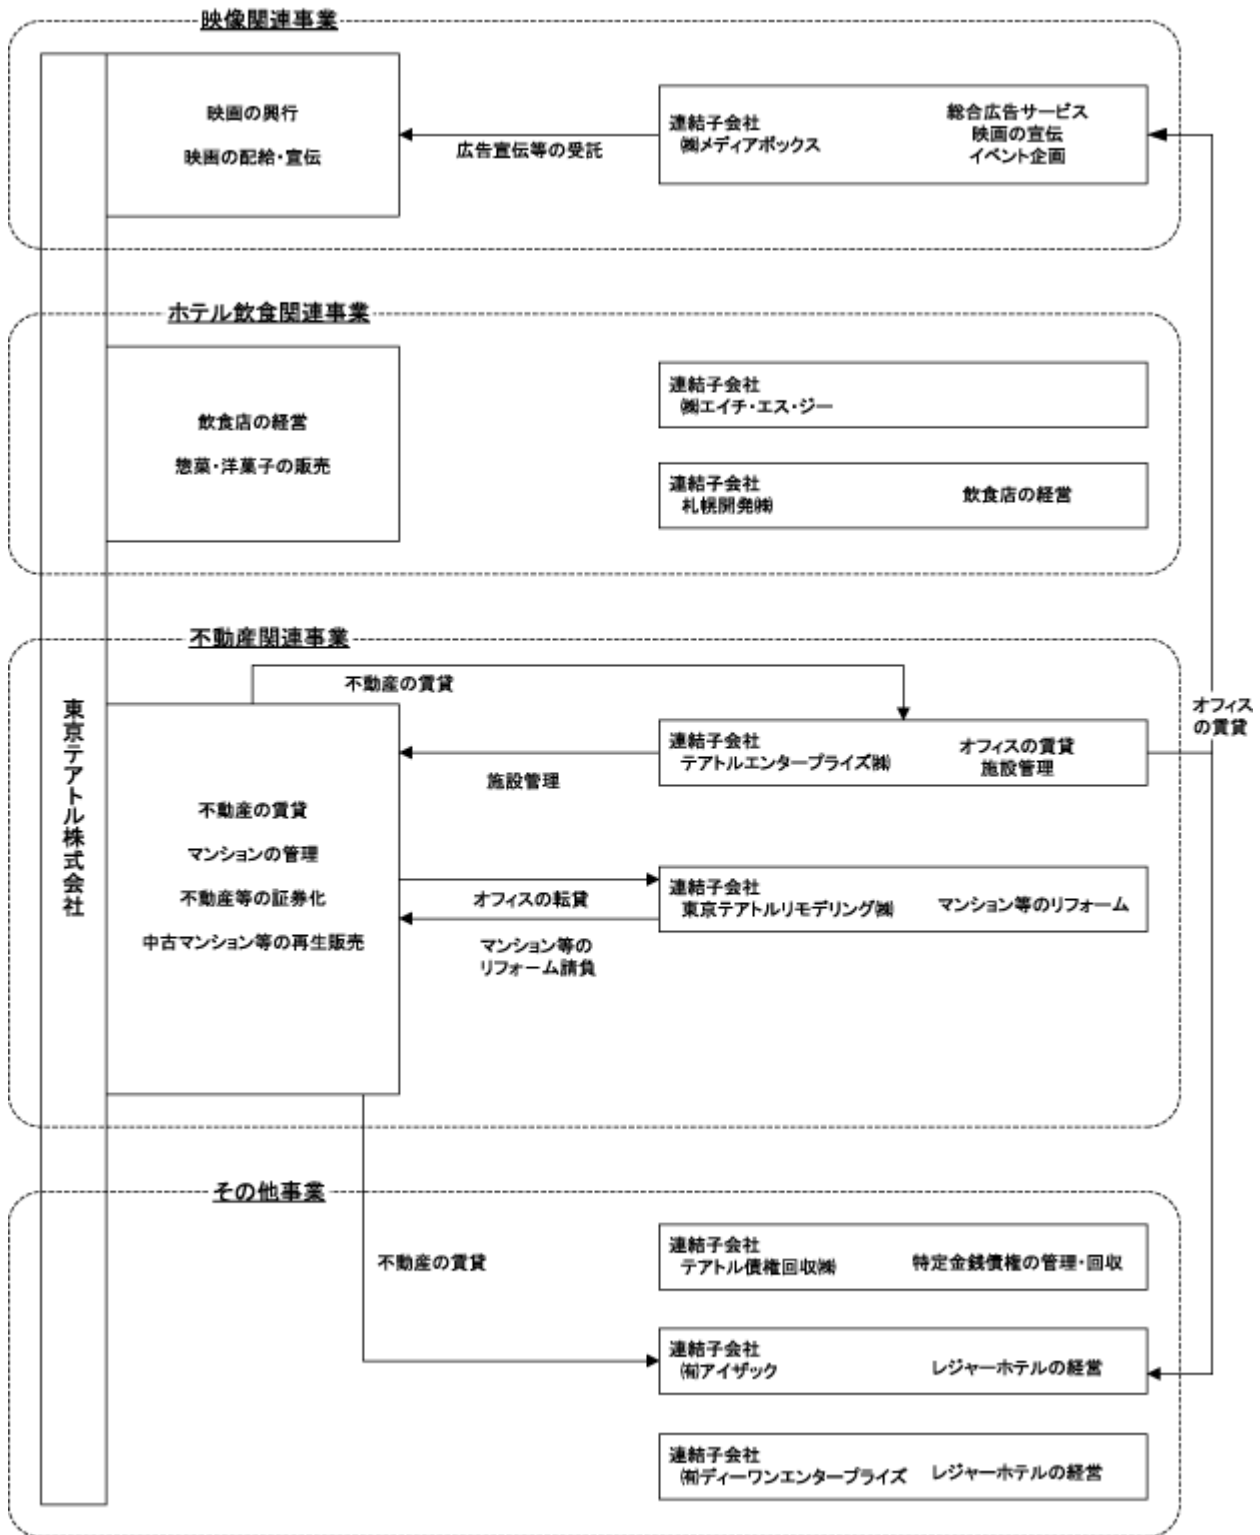 映像関連事業
映画の興行
映画の配給・宣伝
広告宣伝等の受託
連結子会社
㈱メディアボックス
総合広告サービス
映画の宣伝
イベント企画
ホテル飲食関連事業
飲食店の経営
惣菜・洋菓子の販売
連結子会社
㈱エイチ・エス・ジー
連結子会社
札幌開発㈱
飲食店の経営
東京テアトル株式会社
不動産関連事業
不動産の賃貸
不動産の賃貸
マンションの管理
不動産等の証券化
中古マンション等の再生販売
施設管理
連結子会社
テアトルエンタープライズ㈱
オフィスの賃貸
施設管理
オフィス
の賃貸
オフィスの転貸
マンション等の
リフォーム請負
連結子会社
東京テアトルリモデリング㈱
マンション等のリフォーム
その他事業
不動産の賃貸
連結子会社
テアトル債権回収㈱
特定金銭債権の管理・回収
連結子会社
㈲アイザック
レジャーホテルの経営
連結子会社
㈲ディーワンエンタープライズ
レジャーホテルの経営